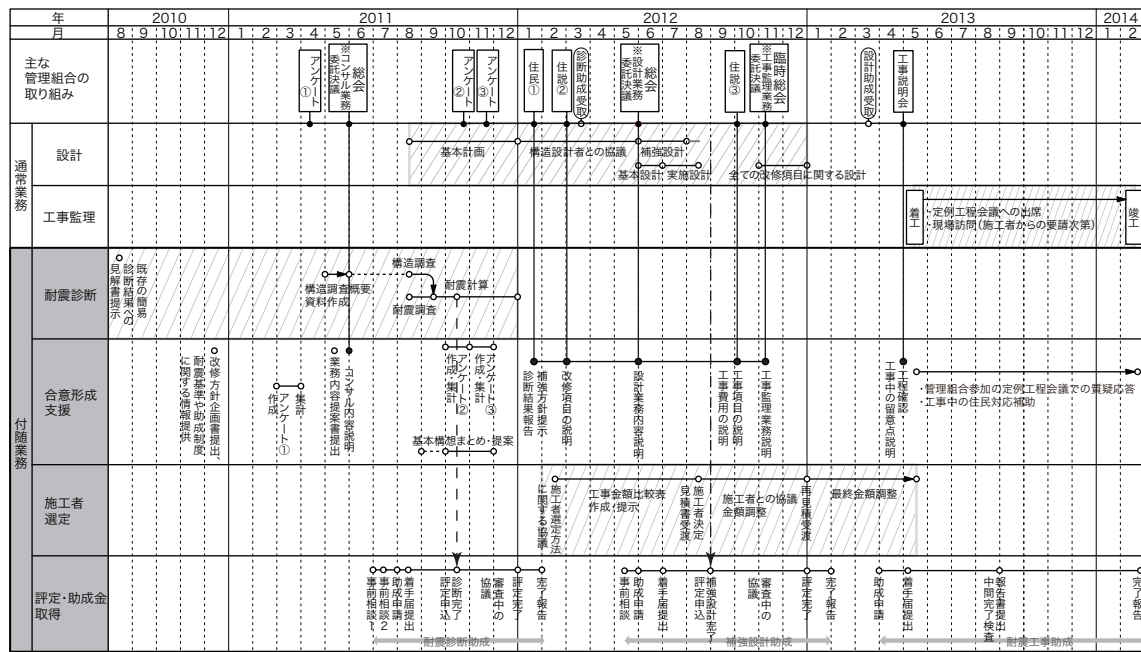 年 2010 2011 2012 2013 2014
月 8 9 10 11 12 1 2 3 4 5 6 7 8 9 10 11 12 1 2 3 4 5 6 7 8 9 10 11 12 1 2 3 4 5 6 7 8 9 10 11 12 1 2
主な
管理組合の
取り組み
アンケート①
総会
※コンサル業務
委託決議
アンケート②
アンケート③
住民①
住説②
診断助成受取
総会
※設計業務
委託決議
住説③
臨時総会
※工事監理業務
委託決議
設計助成受取
工事説明会
通常業務
設計
基本計画
構造設計者との協議
補強設計
基本設計
実施設計
全ての改修項目に関する設計
工事監理
着工
・定例工程会議への出席
・現場訪問(施工者からの要請次第)
竣工
付随業務
耐震診断
既存の簡易
診断結果への
見解書提示
構造調査概要
資料作成
構造調査
耐震調査
耐震計算
合意形成
支援
改修方針企画書提出、
耐震基準や助成制度
に関する情報提供
アンケート①
作成
集計
業務内容提案書提出
コンサル内容説明
アンケート②
作成・集計
アンケート③
作成・集計
基本構想まとめ・提案
補強方針提示
診断結果報告
改修項目の説明
設計業務内容説明
工事項目の説明
工事費用の説明
工事監理業務説明
工程確認
工事中の留意点説明
・管理組合参加の定例工程会議での質疑応答
・工事中の住民対応補助
施工者
選定
施工者選定方法
に関する協議
工事金額比較表
作成・提示
施工者決定
見積書受渡
施工者との協議
金額調整
再見積受渡
最終金額調整
評定・助成金
取得
事前相談1
事前相談2
助成申請
着手届提出
評定申込
診断完了
審査中の
協議
評定完了
完了報告
耐震診断助成
事前相談
助成申請
着手届提出
評定申込
補強設計完了
審査中の
協議
評定完了
完了報告
補強設計助成
助成申請
着手届提出
報告書提出
中間完了検査
完了報告
耐震工事助成